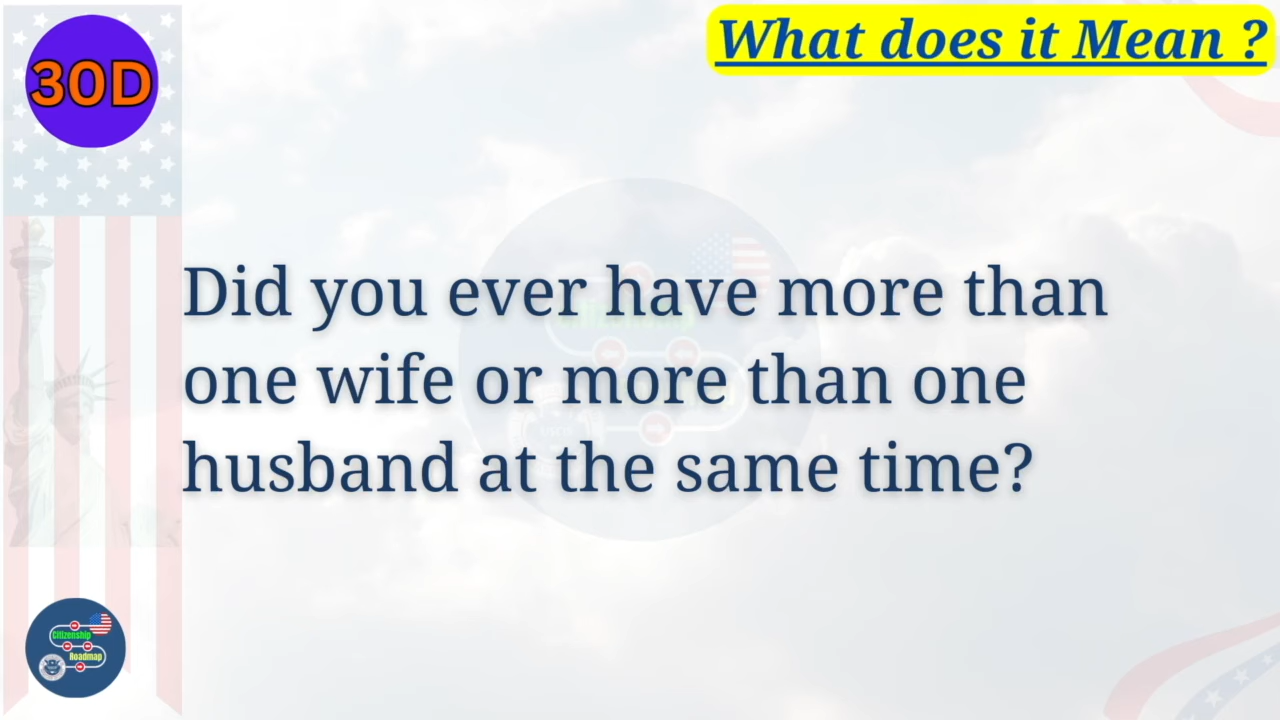 30D
What does it Mean ?
Did you ever have more than
one wife or more than one
husband at the same time?
Citizenship
Roadmap